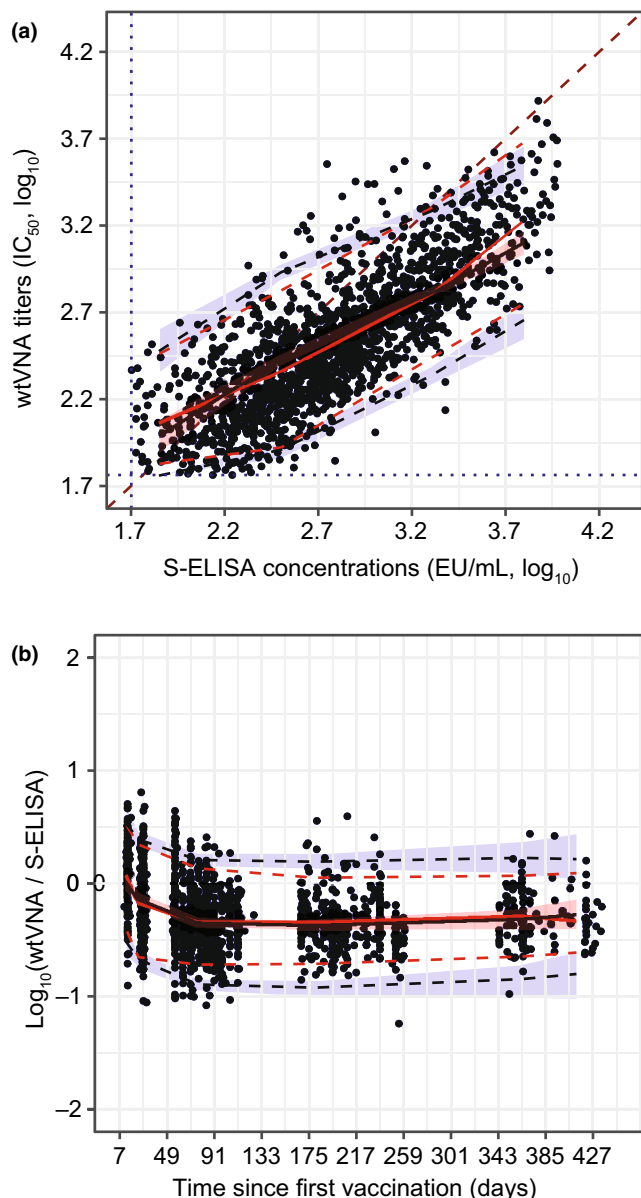 (a)
4.2
3.7
3.2
2.7
2.2
1.7
wtVNA titers (IC₅₀, log₁₀)
1.7 2.2 2.7 3.2 3.7 4.2
S-ELISA concentrations (EU/mL, log₁₀)
(b)
2
1
0
–1
–2
Log₁₀(wtVNA / S-ELISA)
7 49 91 133 175 217 259 301 343 385 427
Time since first vaccination (days)